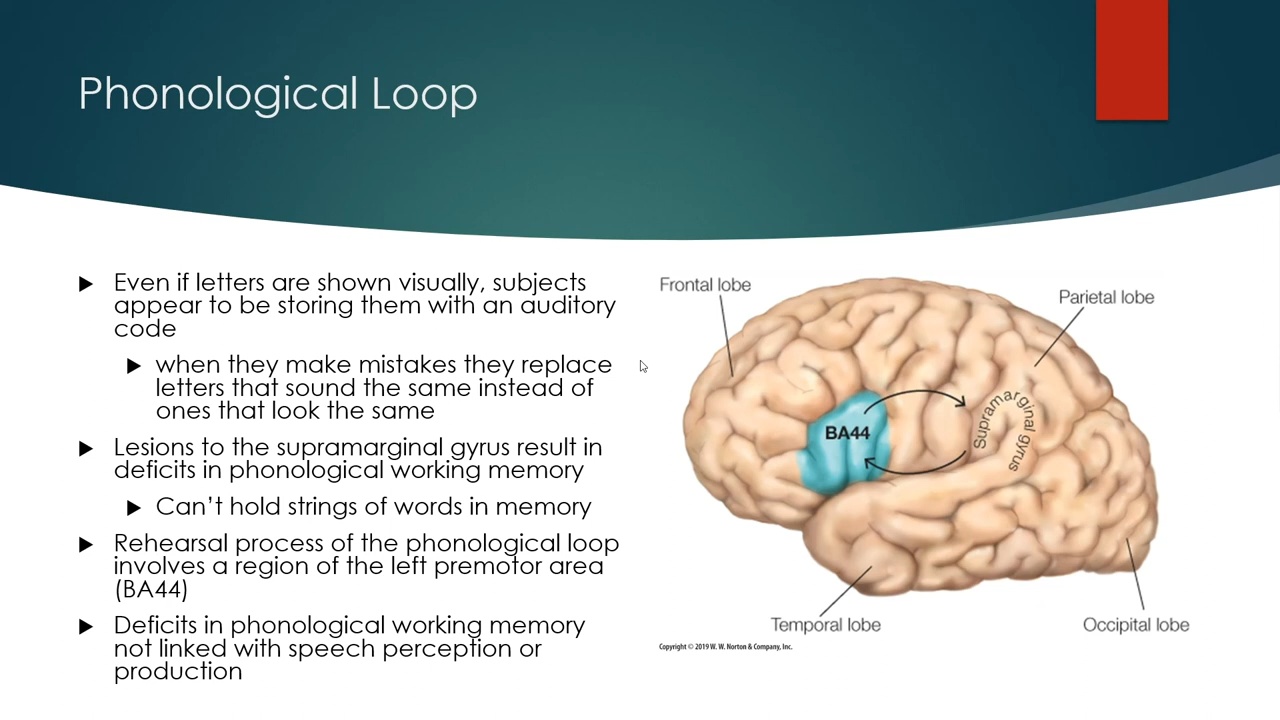 Phonological Loop
Even if letters are shown visually, subjects
appear to be storing them with an auditory
code
when they make mistakes they replace
letters that sound the same instead of
ones that look the same
Lesions to the supramarginal gyrus result in
deficits in phonological working memory
Can't hold strings of words in memory
Rehearsal process of the phonological loop
involves a region of the left premotor area
(BA44)
Deficits in phonological working memory
not linked with speech perception or
production
Frontal lobe
Parietal lobe
BA44
Supramarginal gyrus
Temporal lobe
Occipital lobe
Copyright © 2019 W. W. Norton & Company, Inc.